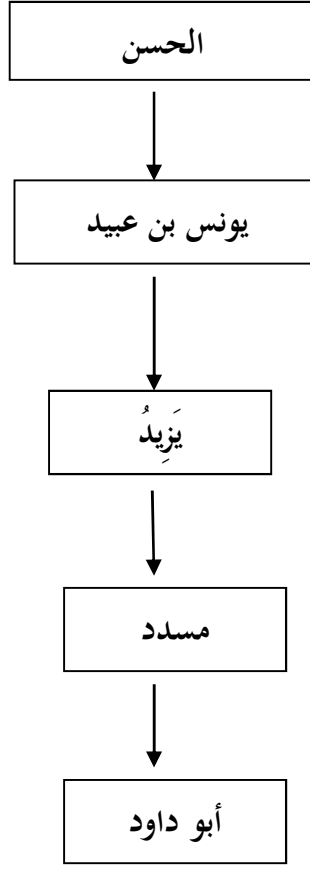 الحسن
يونس بن عبيد
يَزِيدُ
مسدد
أبو داود